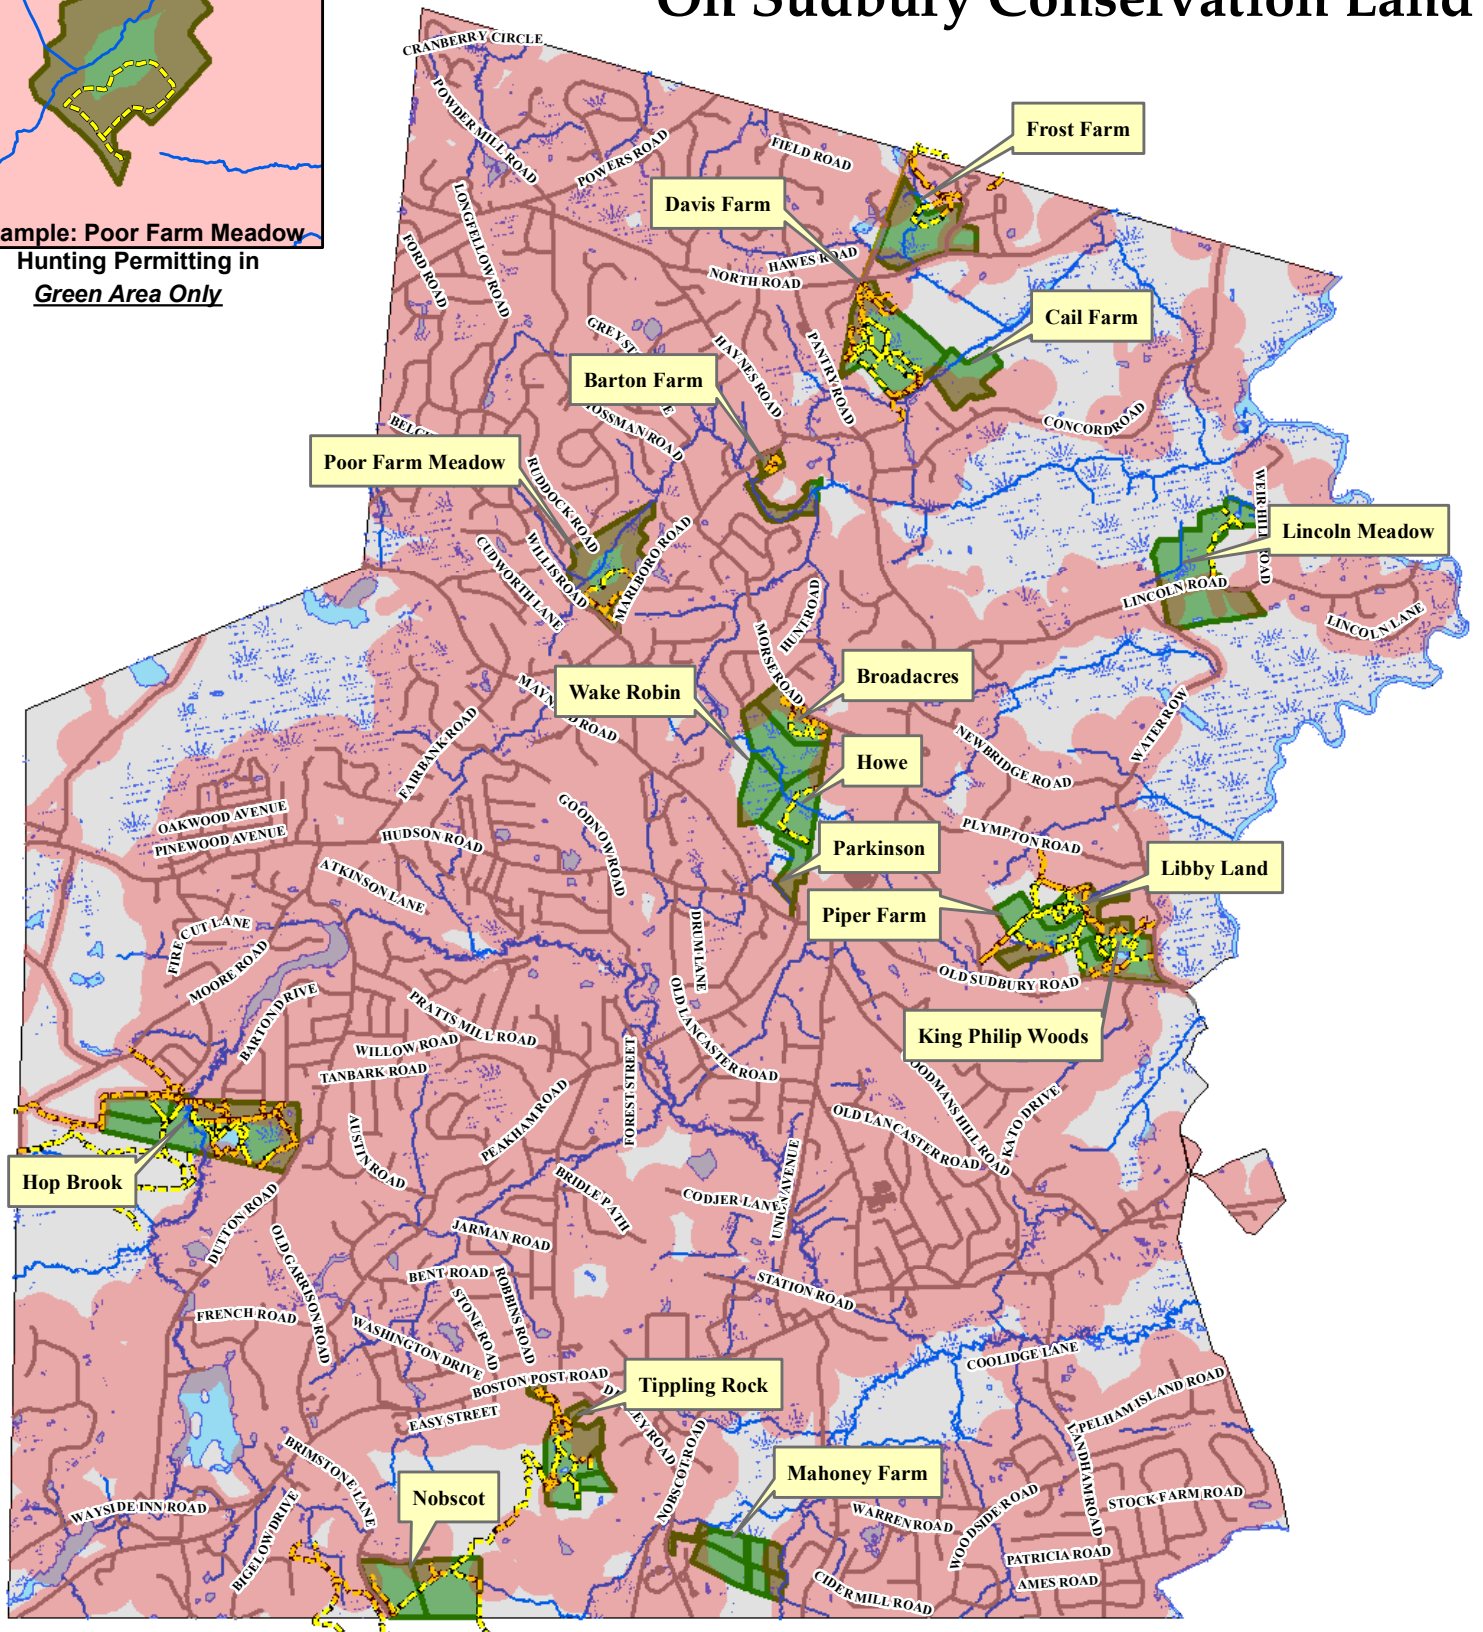 On Sudbury Conservation Land
ample: Poor Farm Meadow
Hunting Permitting in
Green Area Only
CRANBERRY CIRCLE
POWDER MILL ROAD
POWERS ROAD
FIELD ROAD
Frost Farm
Davis Farm
LONGFELLOW ROAD
FORD ROAD
HAWES ROAD
NORTH ROAD
Cail Farm
HAYNES ROAD
PANTRY ROAD
Barton Farm
CONCORD ROAD
Poor Farm Meadow
RUDDOCK ROAD
WILLIS ROAD
CUDWORTH LANE
MARLBORO ROAD
Lincoln Meadow
LINCOLN ROAD
LINCOLN LANE
HUNT ROAD
MORSE ROAD
Wake Robin
Broadacres
FAIRBANK ROAD
NEWBRIDGE ROAD
WATER ROW
Howe
OAKWOOD AVENUE
PINEWOOD AVENUE
HUDSON ROAD
GOODNOW ROAD
PLYMPTON ROAD
Parkinson
Libby Land
ATKINSON LANE
Piper Farm
FIRE CUT LANE
MOORE ROAD
DRUM LANE
OLD SUDBURY ROAD
BARTON DRIVE
PRATTS MILL ROAD
OLD LANCASTER ROAD
King Philip Woods
WILLOW ROAD
TANBARK ROAD
FOREST STREET
PEAKHAM ROAD
AUSTIN ROAD
OLD LANCASTER ROAD
KATO DRIVE
Hop Brook
BRIDLE PATH
CODJER LANE
UNION AVENUE
DUTTON ROAD
OLD GARRISON ROAD
JARMAN ROAD
BENT ROAD
ROBBINS ROAD
STONE ROAD
STATION ROAD
FRENCH ROAD
WASHINGTON DRIVE
COOLIDGE LANE
BOSTON POST ROAD
Tippling Rock
PELHAM ISLAND ROAD
EASY STREET
NOBSCOT ROAD
LANDHAM ROAD
BRIMSTONE LANE
Mahoney Farm
Nobscot
WAYSIDE INN ROAD
BIGELOW DRIVE
WARREN ROAD
WOODSIDE ROAD
STOCK FARM ROAD
PATRICIA ROAD
AMES ROAD
CIDER MILL ROAD